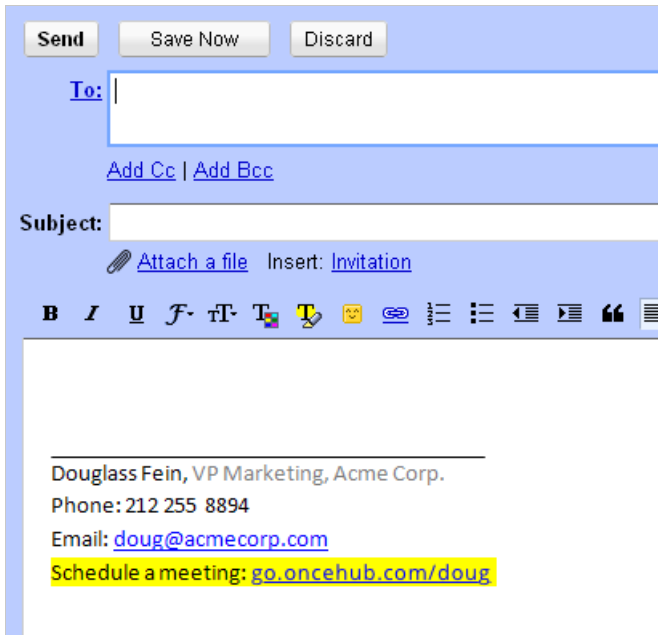 Send Save Now Discard
To:
Add Cc | Add Bcc
Subject:
Attach a file Insert: Invitation
B I U F T T T
Douglass Fein, VP Marketing, Acme Corp.
Phone: 212 255 8894
Email: doug@acmecorp.com
Schedule a meeting: go.oncehub.com/doug